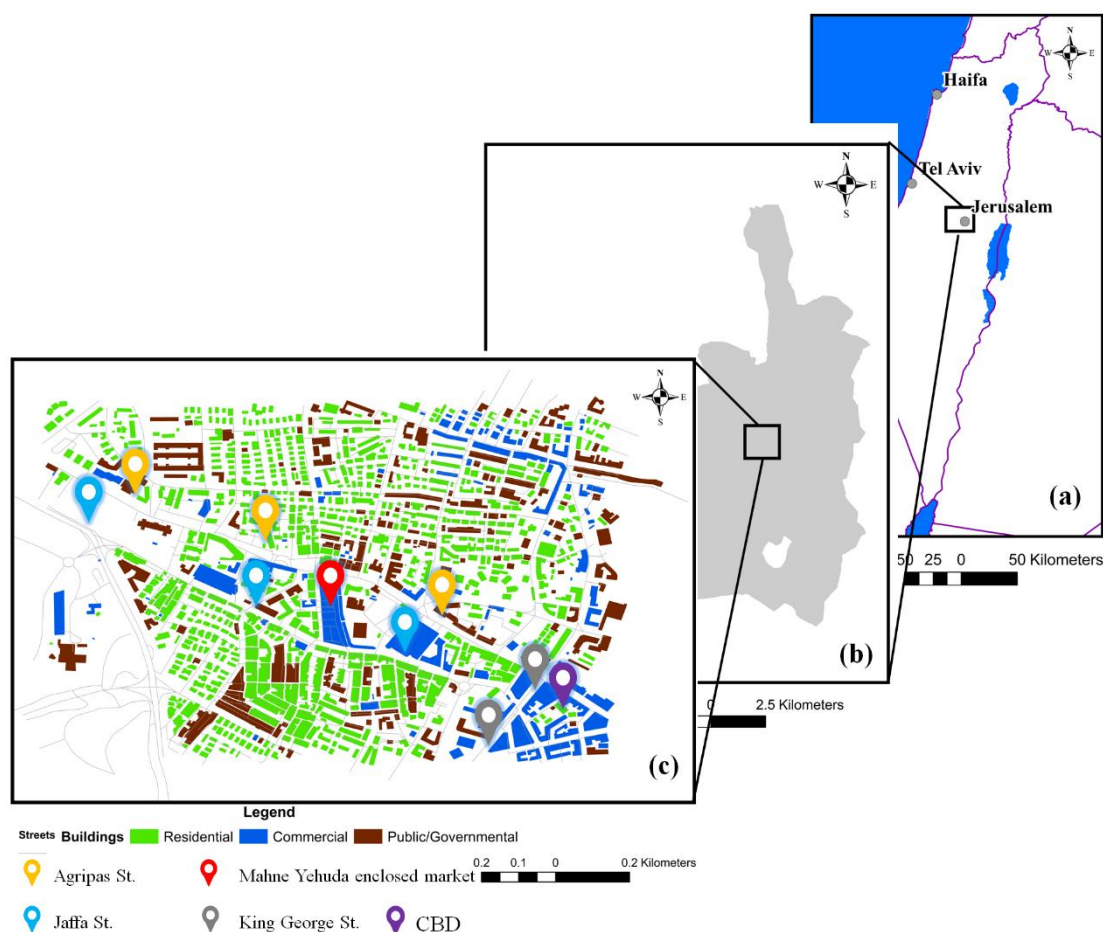 N
W E
S
Haifa
Tel Aviv
Jerusalem
(a)
50 25 0 50 Kilometers
N
W E
S
(b)
0 2.5 Kilometers
N
W E
S
(c)
Legend
Streets Buildings Residential Commercial Public/Governmental
0.2 0.1 0 0.2 Kilometers
Agripas St. Mahne Yehuda enclosed market
Jaffa St. King George St. CBD